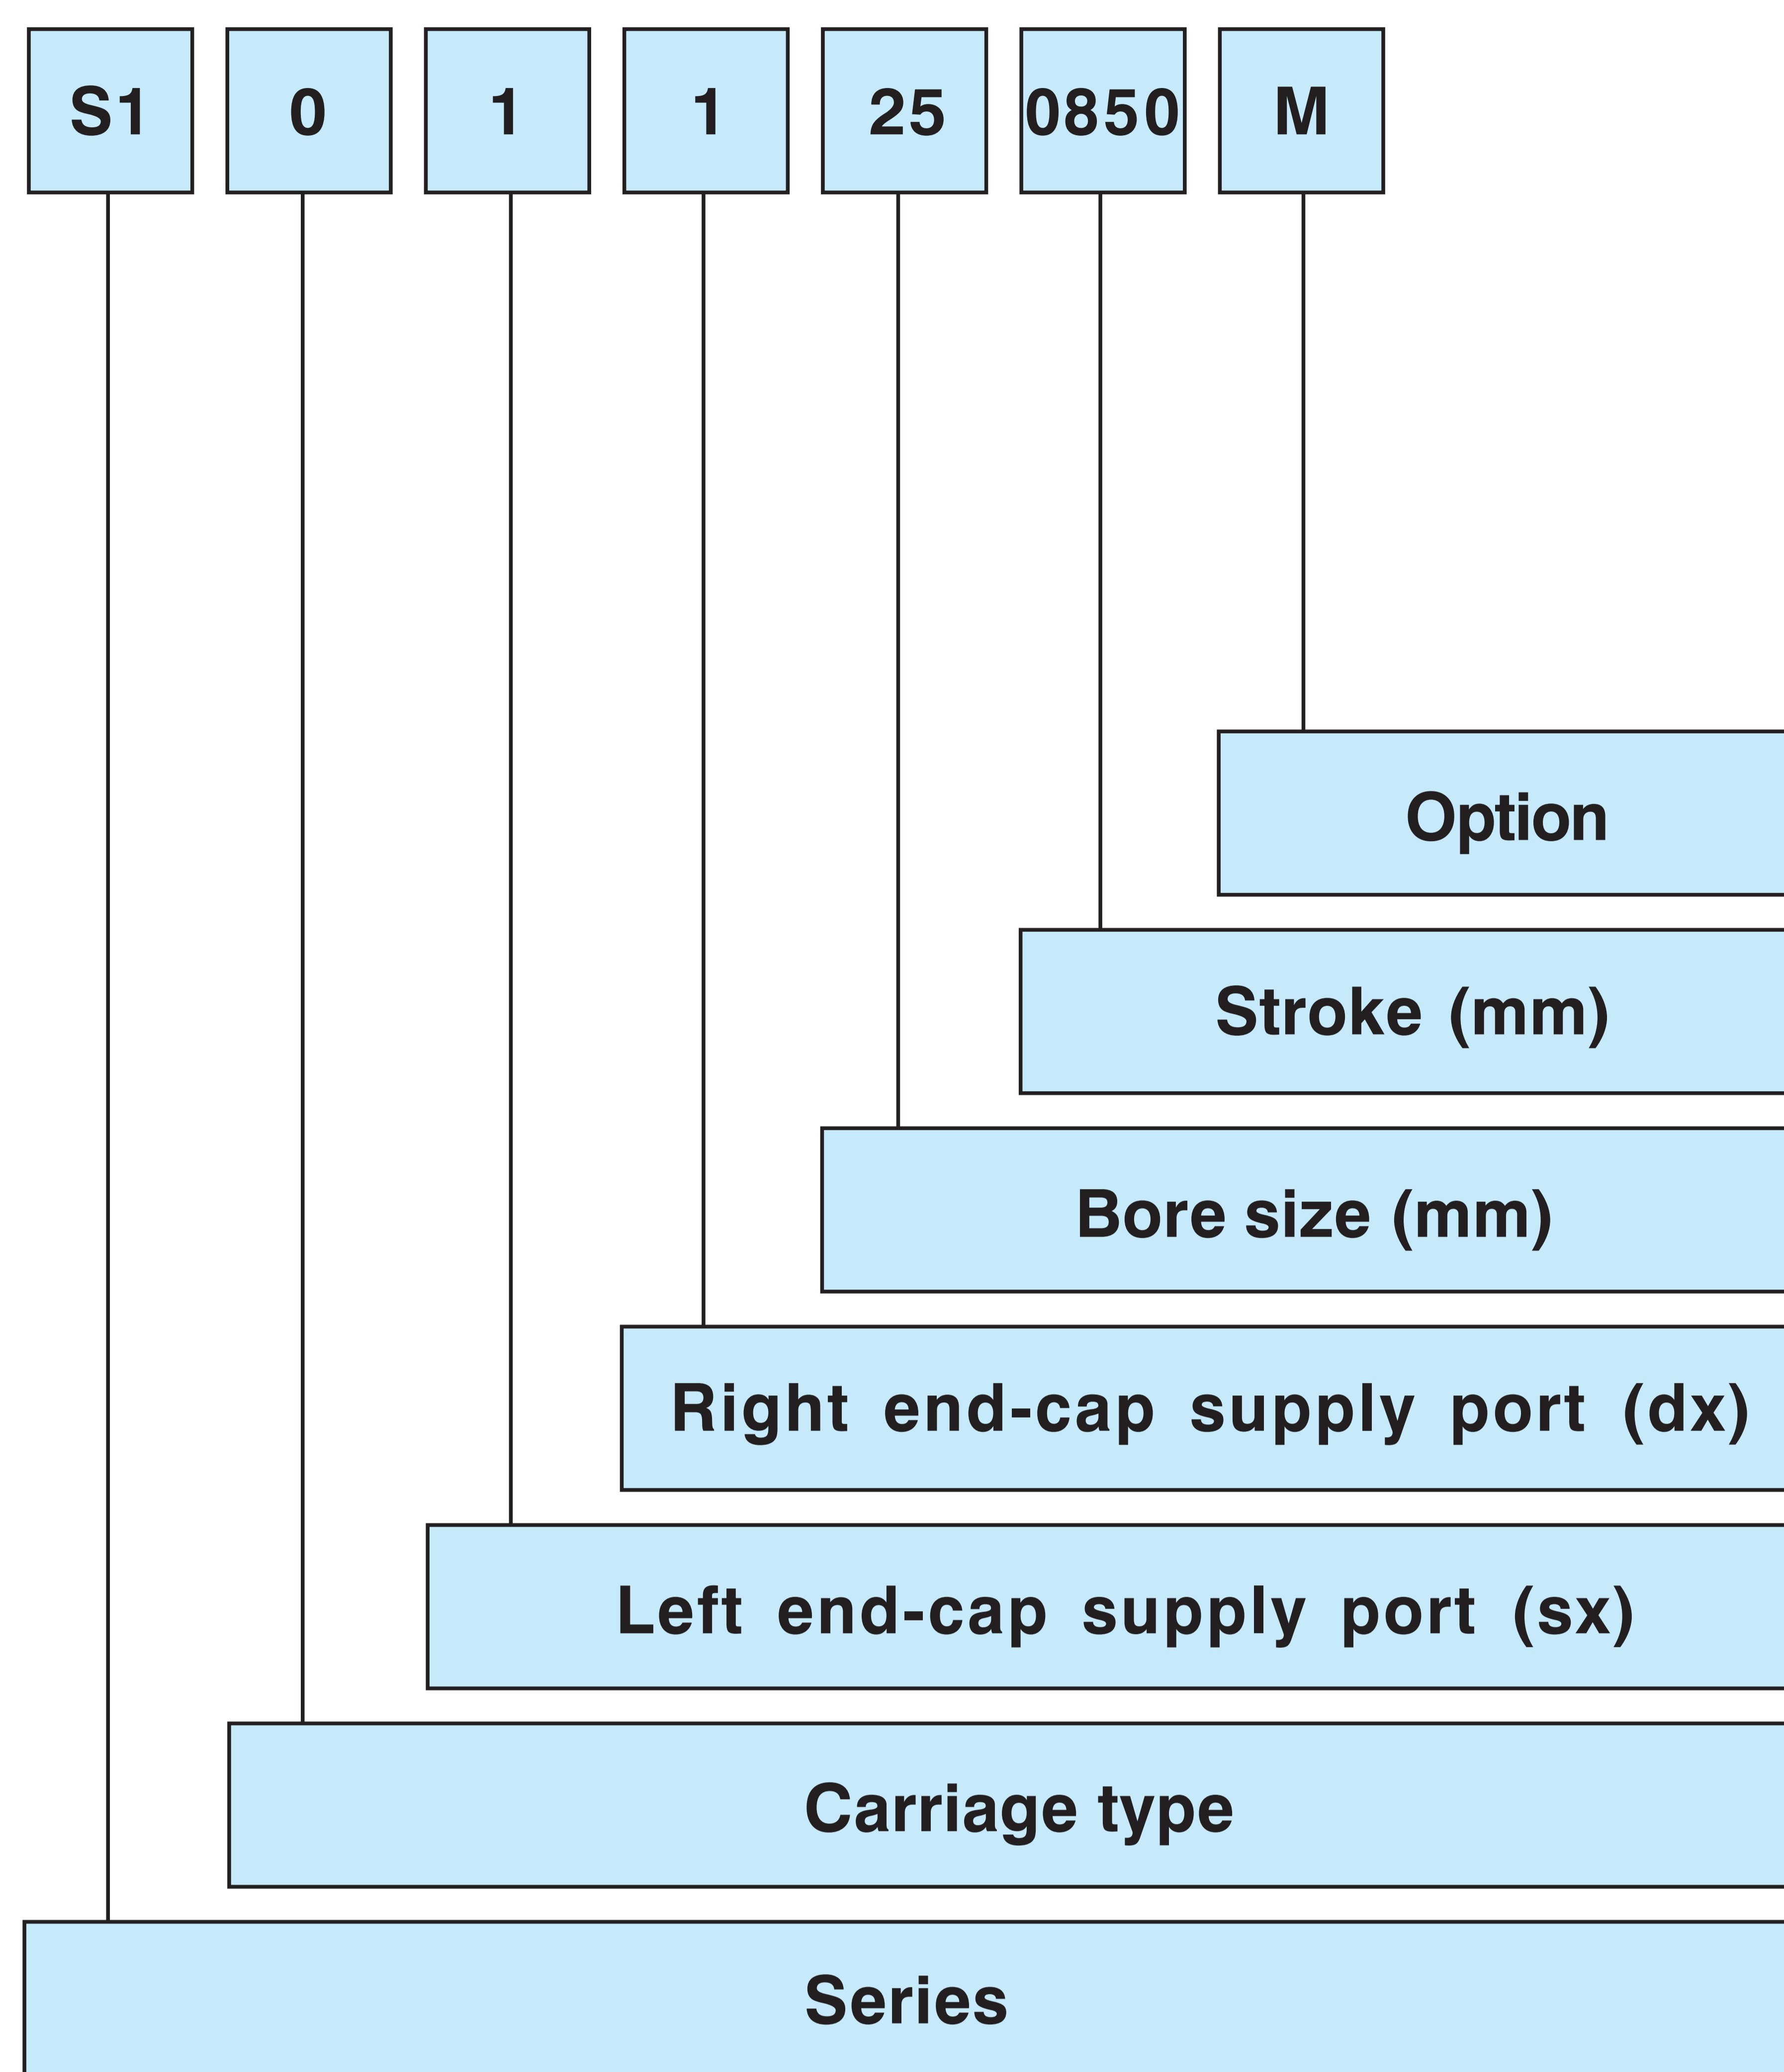 S1 0 1 1 25 0850 M
Option
Stroke (mm)
Bore size (mm)
Right end-cap supply port (dx)
Left end-cap supply port (sx)
Carriage type
Series